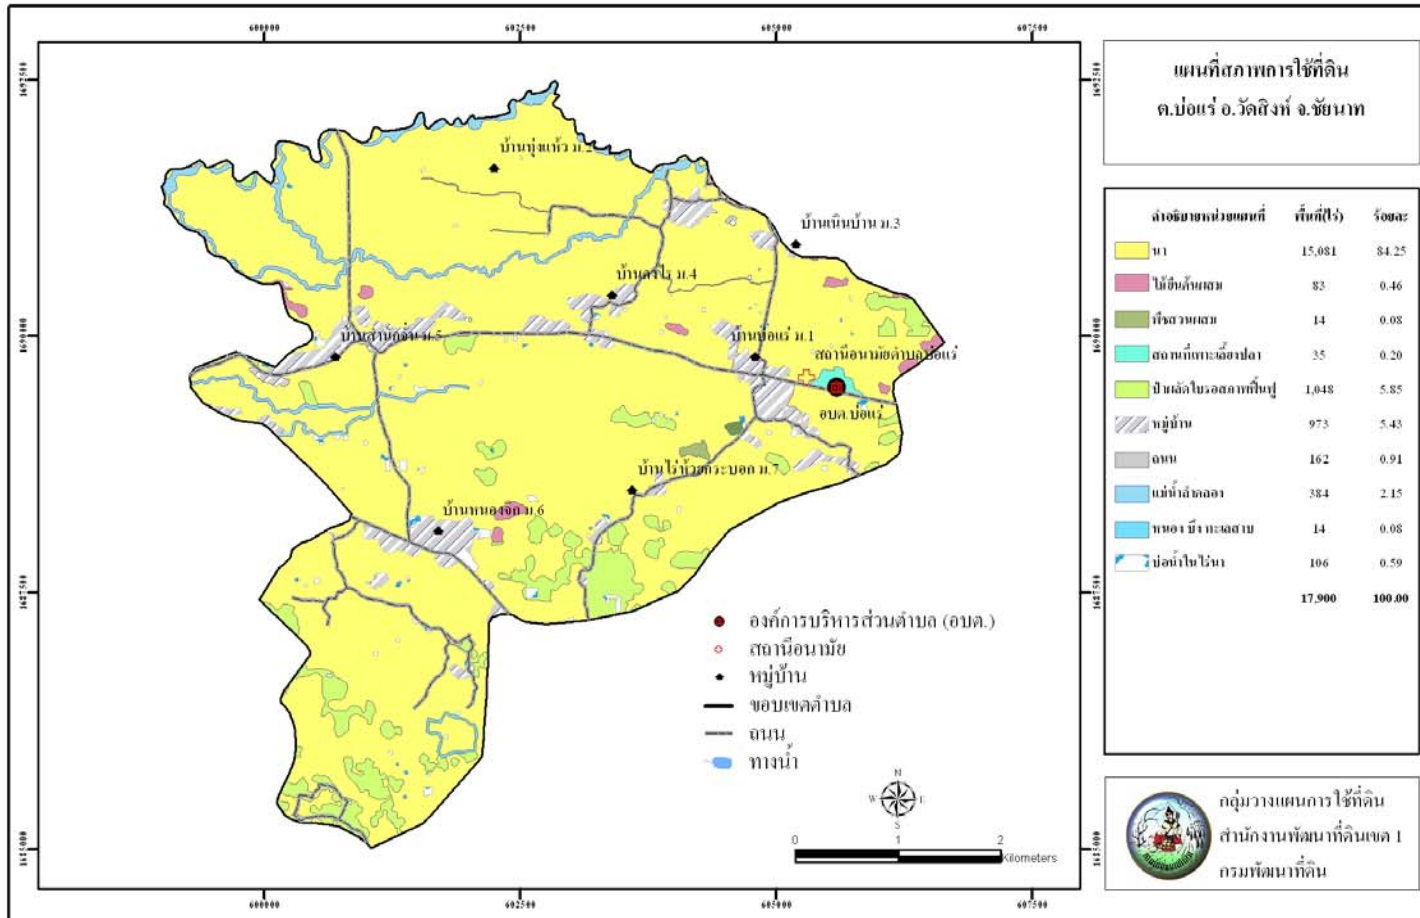 600000 602500 605000 607500
1692500 1692500
แผนที่สภาพการใช้ที่ดิน
ต.บ่อแร่ อ.วัดสิงห์ จ.ชัยนาท
บ้านทุ่งแห้ว ม.2
บ้านเนินบ้าน ม.3
ม.4
1690000 1690000
บ้านสำนักจั่น ม.5
บ้านบ่อแร่ ม.1
สถานีอนามัยตำบลบ่อแร่
อบต.บ่อแร่
บ้านไร่ห้วยกระบอก ม.7
บ้านหนองจิก ม.6
1687500 1687500
คำอธิบายหน่วยแผนที่ พื้นที่(ไร่) ร้อยละ
นา 15,081 84.25
ไม้ยืนต้นผสม 83 0.46
พืชสวนผสม 14 0.08
สถานที่เพาะเลี้ยงปลา 35 0.20
ป่าผลัดใบรอสภาพฟื้นฟู 1,048 5.85
หมู่บ้าน 973 5.43
ถนน 162 0.91
แม่น้ำลำคลอง 384 2.15
หนอง บึง ทะเลสาบ 14 0.08
บ่อน้ำในไร่นา 106 0.59
17,900 100.00
องค์การบริหารส่วนตำบล (อบต.)
สถานีอนามัย
หมู่บ้าน
ขอบเขตตำบล
ถนน
ทางน้ำ
N
W E
S
0 1 2
Kilometers
1685000 1685000
กลุ่มวางแผนการใช้ที่ดิน
สำนักงานพัฒนาที่ดินเขต 1
กรมพัฒนาที่ดิน
600000 602500 605000 607500